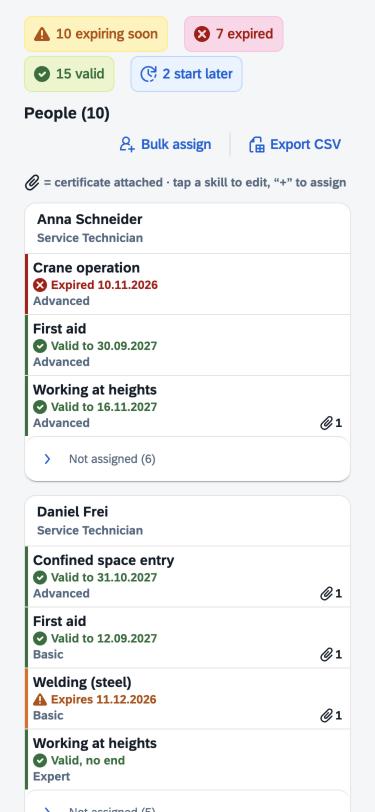 10 expiring soon
7 expired
15 valid
2 start later
People (10)
Bulk assign
Export CSV
= certificate attached · tap a skill to edit, “+” to assign
Anna Schneider
Service Technician
Crane operation
Expired 10.11.2026
Advanced
First aid
Valid to 30.09.2027
Advanced
Working at heights
Valid to 16.11.2027
Advanced
1
Not assigned (6)
Daniel Frei
Service Technician
Confined space entry
Valid to 31.10.2027
Advanced
1
First aid
Valid to 12.09.2027
Basic
1
Welding (steel)
Expires 11.12.2026
Basic
1
Working at heights
Valid, no end
Expert
Not assigned (5)